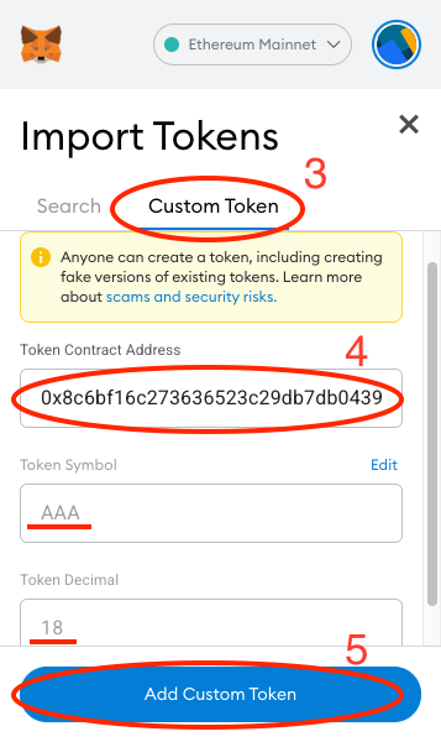 Ethereum Mainnet
Import Tokens
3
Search
Custom Token
Anyone can create a token, including creating
fake versions of existing tokens. Learn more
about scams and security risks.
Token Contract Address
4
0x8c6bf16c273636523c29db7db0439
Token Symbol
Edit
AAA
Token Decimal
18
5
Add Custom Token